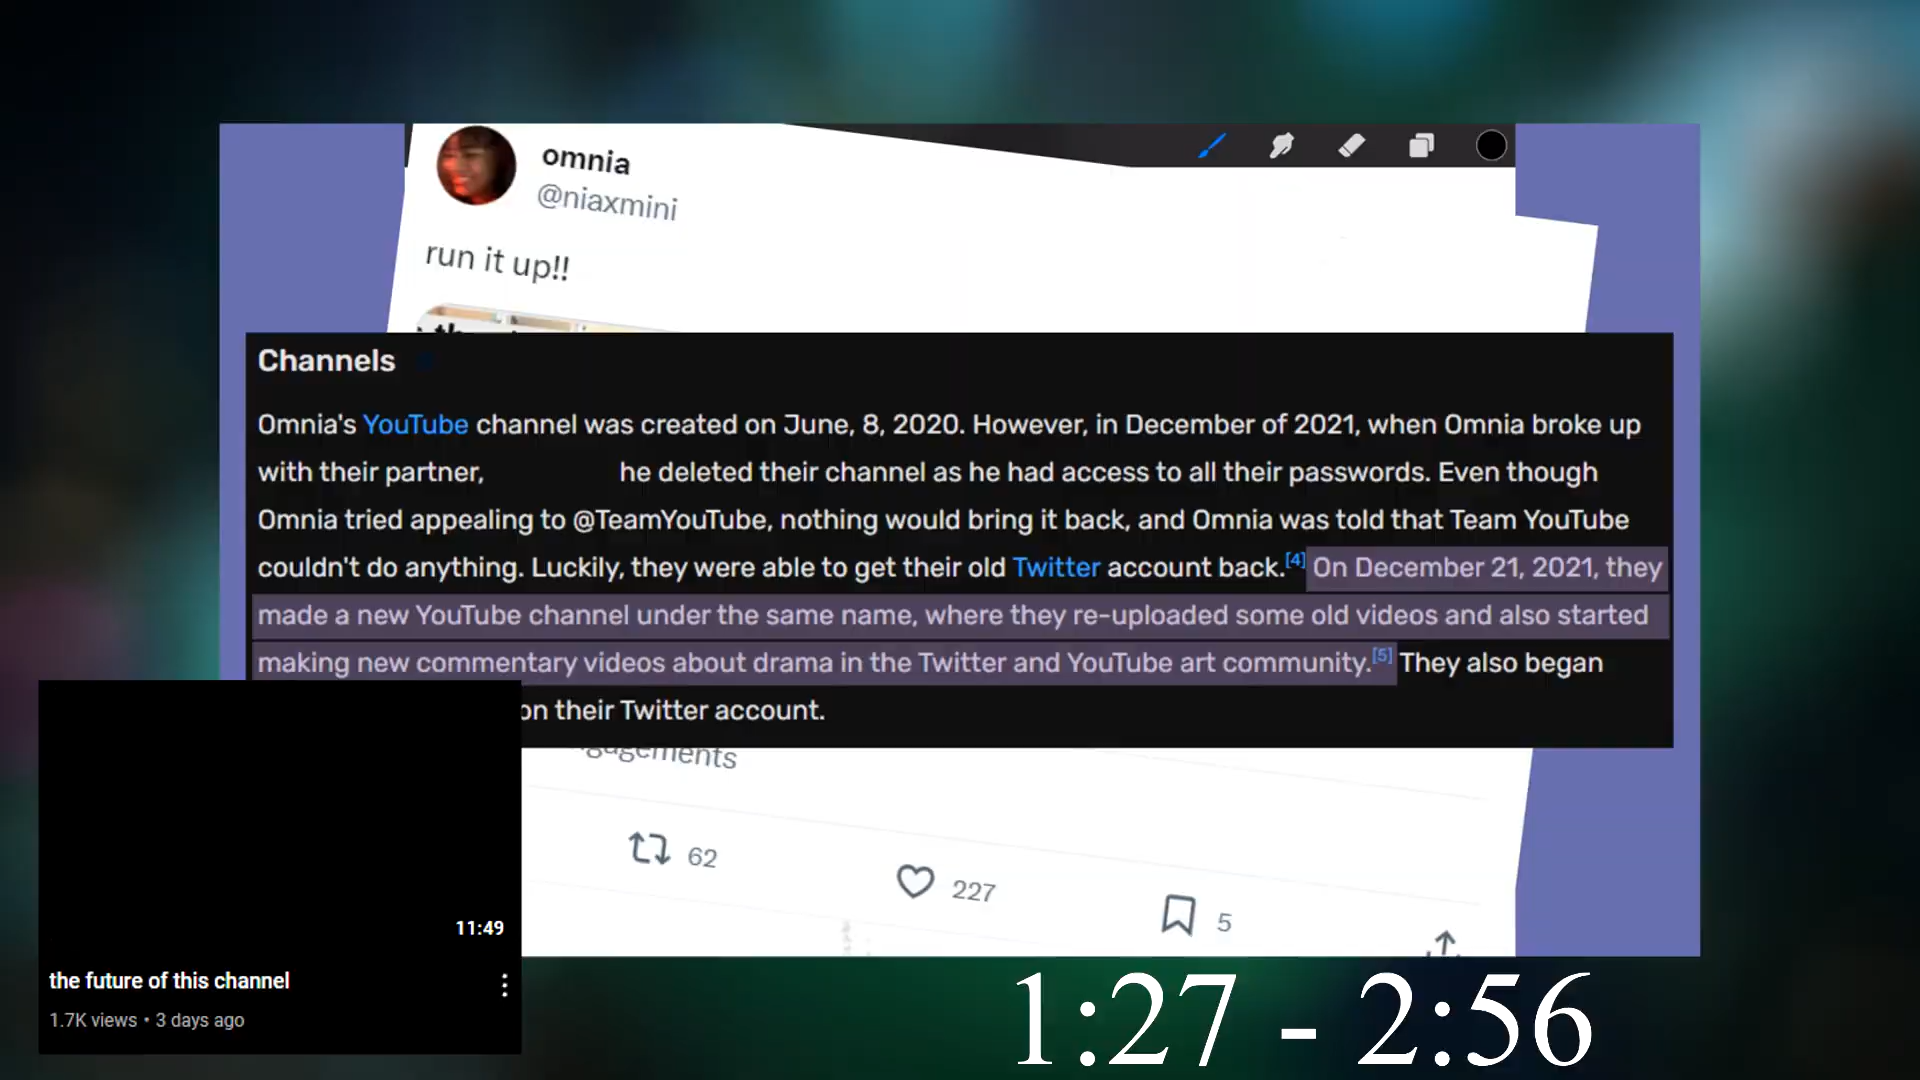 omnia
@niaxmini
run it up!!
Channels
Omnia's YouTube channel was created on June, 8, 2020. However, in December of 2021, when Omnia broke up
with their partner, he deleted their channel as he had access to all their passwords. Even though
Omnia tried appealing to @TeamYouTube, nothing would bring it back, and Omnia was told that Team YouTube
couldn't do anything. Luckily, they were able to get their old Twitter account back.[4] On December 21, 2021, they
made a new YouTube channel under the same name, where they re-uploaded some old videos and also started
making new commentary videos about drama in the Twitter and YouTube art community.[5] They also began
on their Twitter account.
62
227
5
11:49
the future of this channel
1.7K views • 3 days ago
1:27 - 2:56